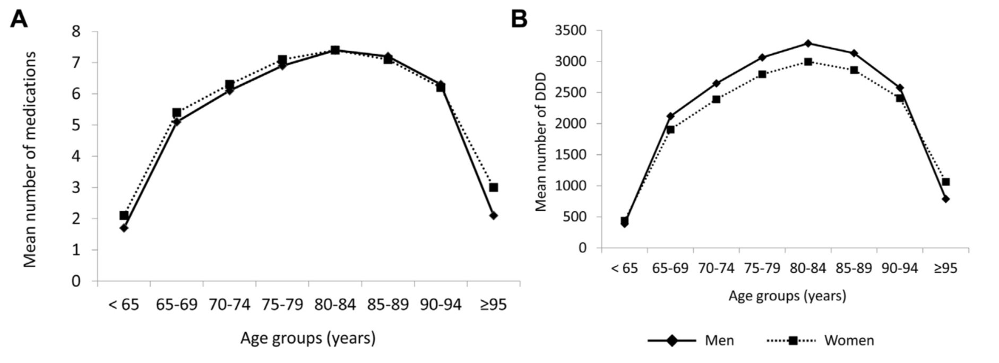 A
Mean number of medications
8
7
6
5
4
3
2
1
0
< 65 65-69 70-74 75-79 80-84 85-89 90-94 ≥95
Age groups (years)
B
Mean number of DDD
3500
3000
2500
2000
1500
1000
500
0
< 65 65-69 70-74 75-79 80-84 85-89 90-94 ≥95
Age groups (years)
Men Women